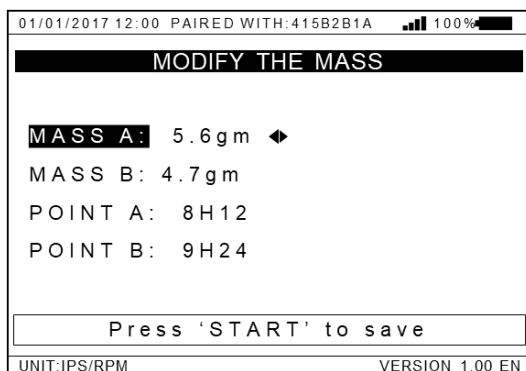 01/01/2017 12:00 PAIRED WITH:415B2B1A 100%
MODIFY THE MASS
MASS A: 5.6gm
MASS B: 4.7gm
POINT A: 8H12
POINT B: 9H24
Press ‘START’ to save
UNIT:IPS/RPM VERSION 1.00 EN